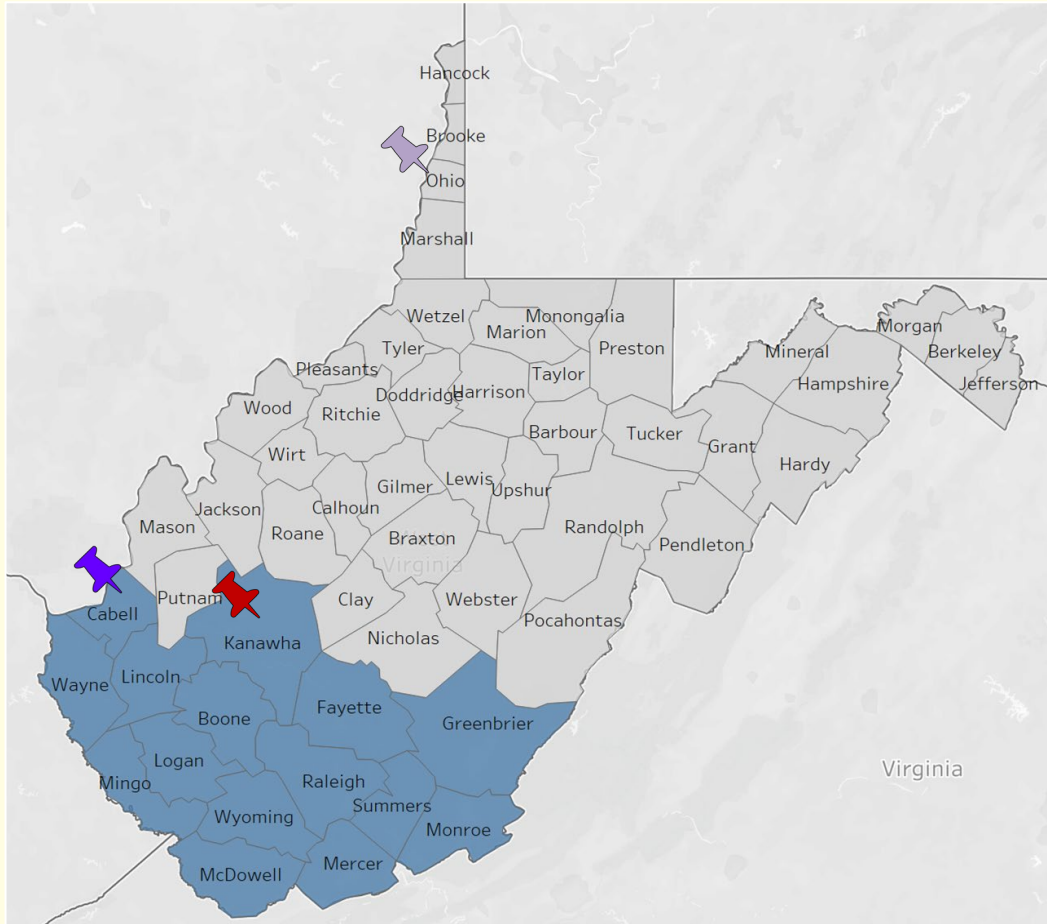 Hancock
Brooke
Ohio
Marshall
Wetzel
Monongalia
Marion
Morgan
Tyler
Preston
Mineral
Berkeley
Pleasants
Taylor
Hampshire
Jefferson
Doddridge
Harrison
Wood
Ritchie
Barbour
Tucker
Grant
Wirt
Hardy
Lewis
Gilmer
Upshur
Jackson
Calhoun
Mason
Roane
Braxton
Randolph
Pendleton
Virginia
Putnam
Clay
Webster
Cabell
Pocahontas
Kanawha
Nicholas
Lincoln
Wayne
Fayette
Boone
Greenbrier
Logan
Virginia
Mingo
Raleigh
Summers
Wyoming
Monroe
Mercer
McDowell